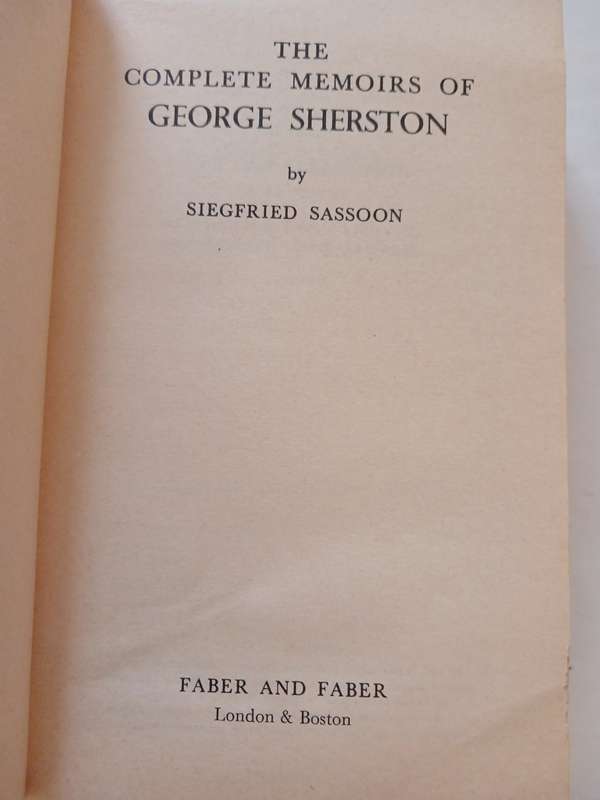 THE
COMPLETE MEMOIRS OF
GEORGE SHERSTON
by
SIEGFRIED SASSOON
FABER AND FABER
London & Boston